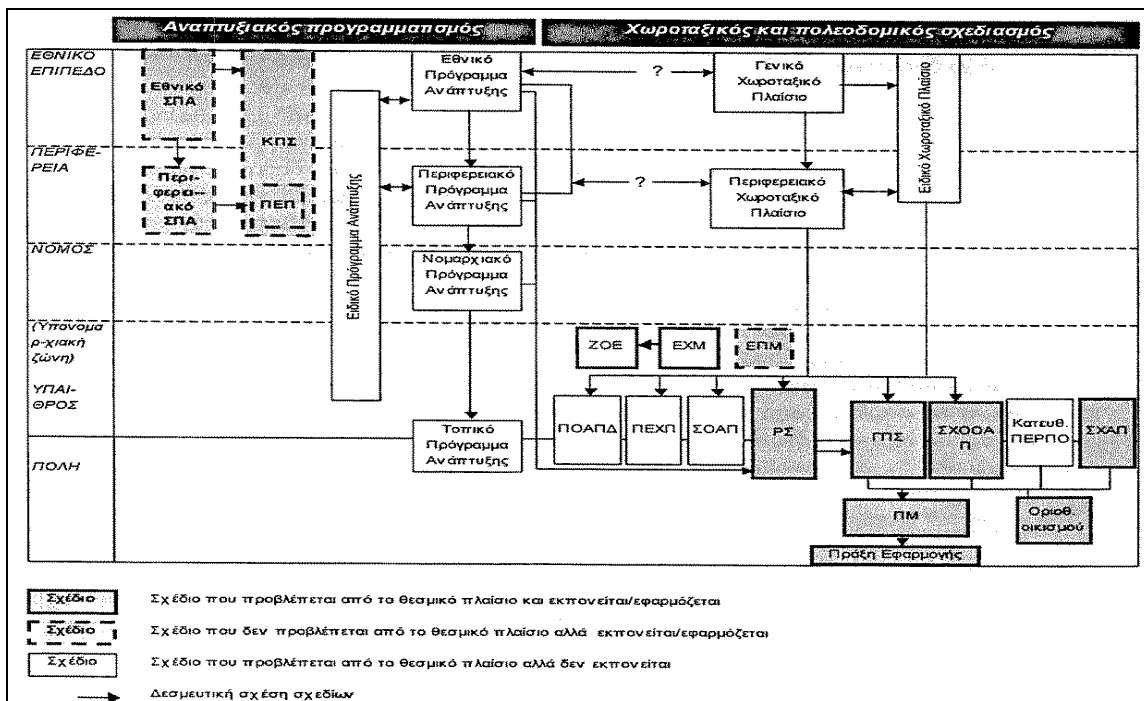 Αναπτυξιακός προγραμματισμός
Χωροταξικός και πολεοδομικός σχεδιασμός
ΕΘΝΙΚΟ
ΕΠΙΠΕΔΟ
Εθνικό
ΣΠΑ
ΚΠΣ
Εθνικό
Πρόγραμμα
Ανάπτυξης
?
Γενικό
Χωροταξικό
Πλαίσιο
Ειδικό Χωροταξικό Πλαίσιο
Ειδικό Πρόγραμμα Ανάπτυξης
ΠΕΡΙΦΕ-
ΡΕΙΑ
Περι-
φερει-
ακό
ΣΠΑ
ΠΕΠ
Περιφερειακό
Πρόγραμμα
Ανάπτυξης
?
Περιφερειακό
Χωροταξικό
Πλαίσιο
ΝΟΜΟΣ
Νομαρχιακό
Πρόγραμμα
Ανάπτυξης
(Υπονομα
ρ-χιακή
ζώνη)
ΖΟΕ
ΕΧΜ
ΕΠΜ
ΥΠΑΙ-
ΘΡΟΣ
Τοπικό
Πρόγραμμα
Ανάπτυξης
ΠΟΑΠΔ
ΠΕΧΠ
ΣΟΑΠ
ΡΣ
ΓΠΣ
ΣΧΟΟΑ
Π
Κατευθ.
ΠΕΡΠΟ
ΣΧΑΠ
ΠΟΛΗ
ΠΜ
Οριοθ.
οικισμού
Πράξη Εφαρμογής
Σχέδιο
Σχέδιο που προβλέπεται από το θεσμικό πλαίσιο και εκπονείται/εφαρμόζεται
Σχέδιο
Σχέδιο που δεν προβλέπεται από το θεσμικό πλαίσιο αλλά εκπονείται/εφαρμόζεται
Σχέδιο
Σχέδιο που προβλέπεται από το θεσμικό πλαίσιο αλλά δεν εκπονείται
Δεσμευτική σχέση σχεδίων